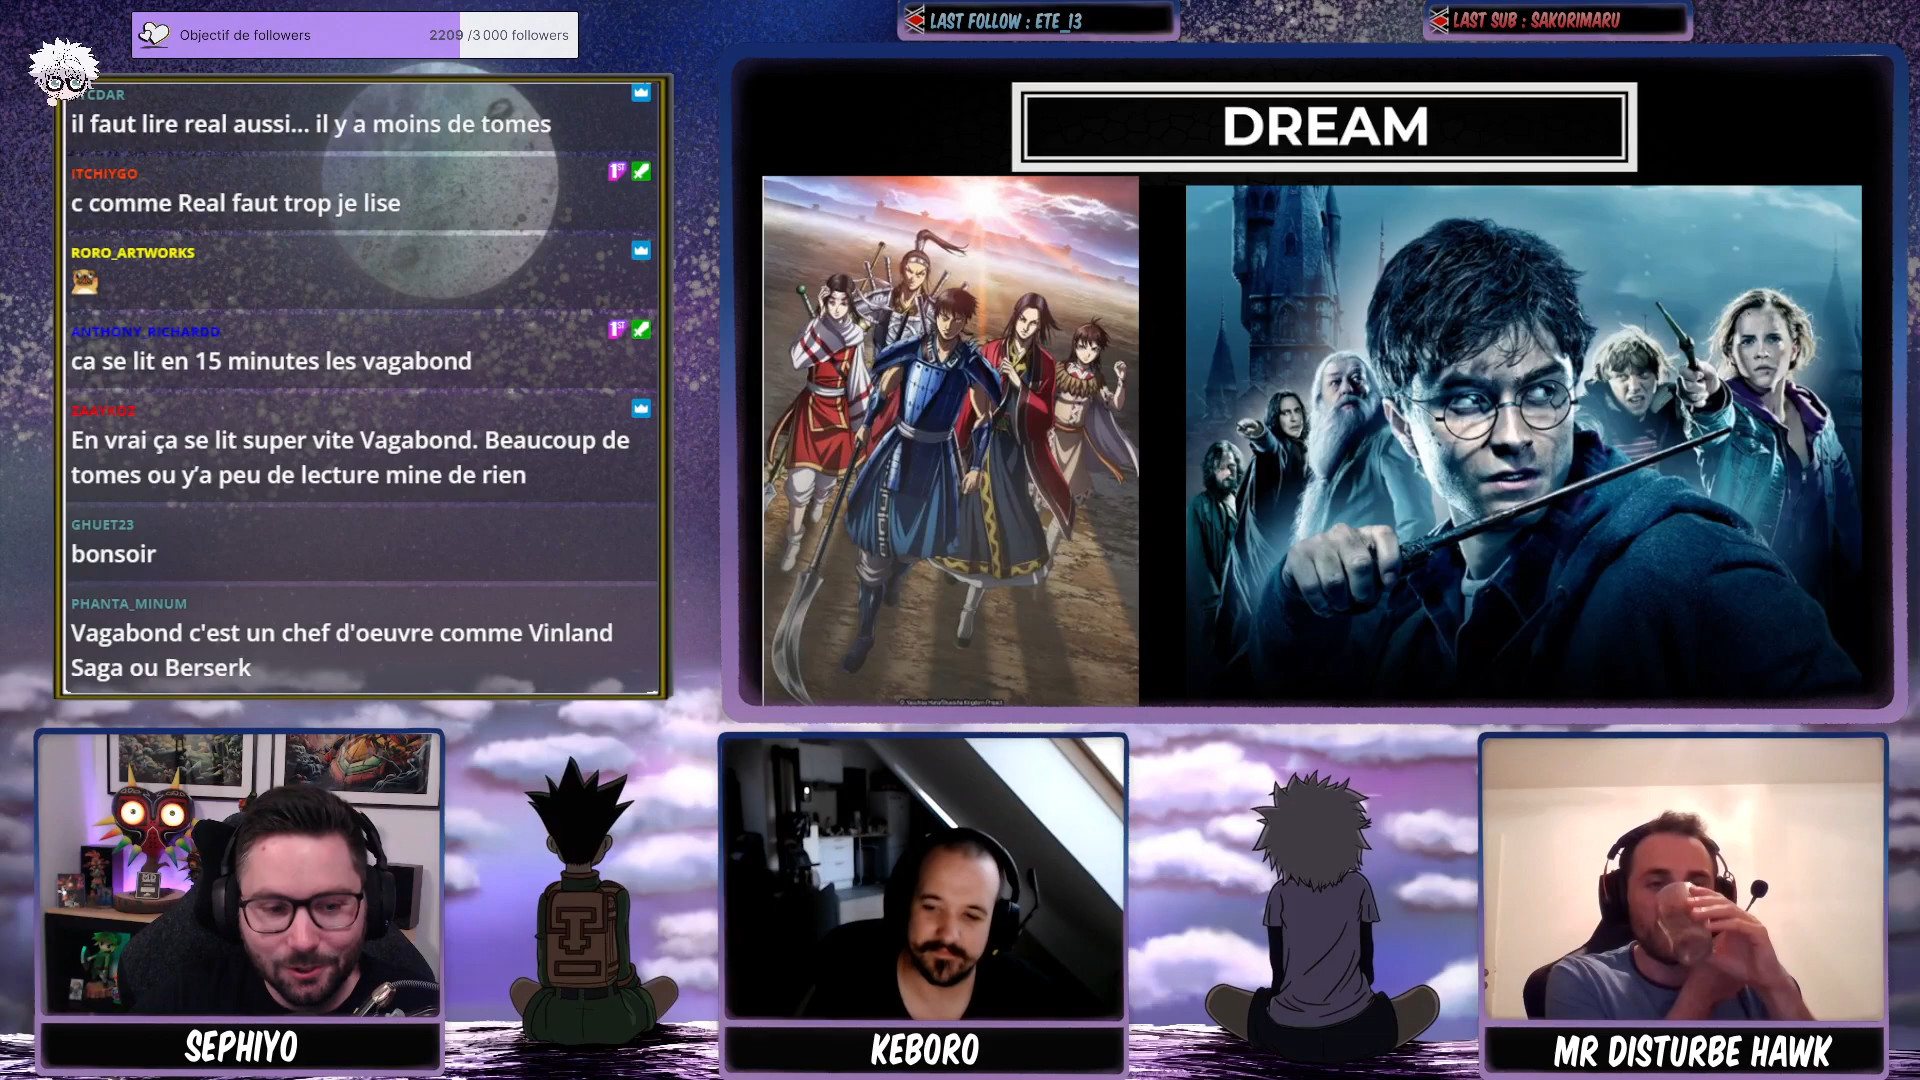 Objectif de followers
2209 /3 000 followers
LAST FOLLOW : ETE_13
LAST SUB : SAKORIMARU
il faut lire real aussi... il y a moins de tomes
ITCHIYGO
c comme Real faut trop je lise
RORO_ARTWORKS
ANTHONY_RICHARDD
ca se lit en 15 minutes les vagabond
ZAAYKOZ
En vrai ça se lit super vite Vagabond. Beaucoup de
tomes ou y'a peu de lecture mine de rien
GHUET23
bonsoir
PHANTA_MINUM
Vagabond c'est un chef d'oeuvre comme Vinland
Saga ou Berserk
DREAM
SEPHIYO
KEBORO
MR DISTURBE HAWK